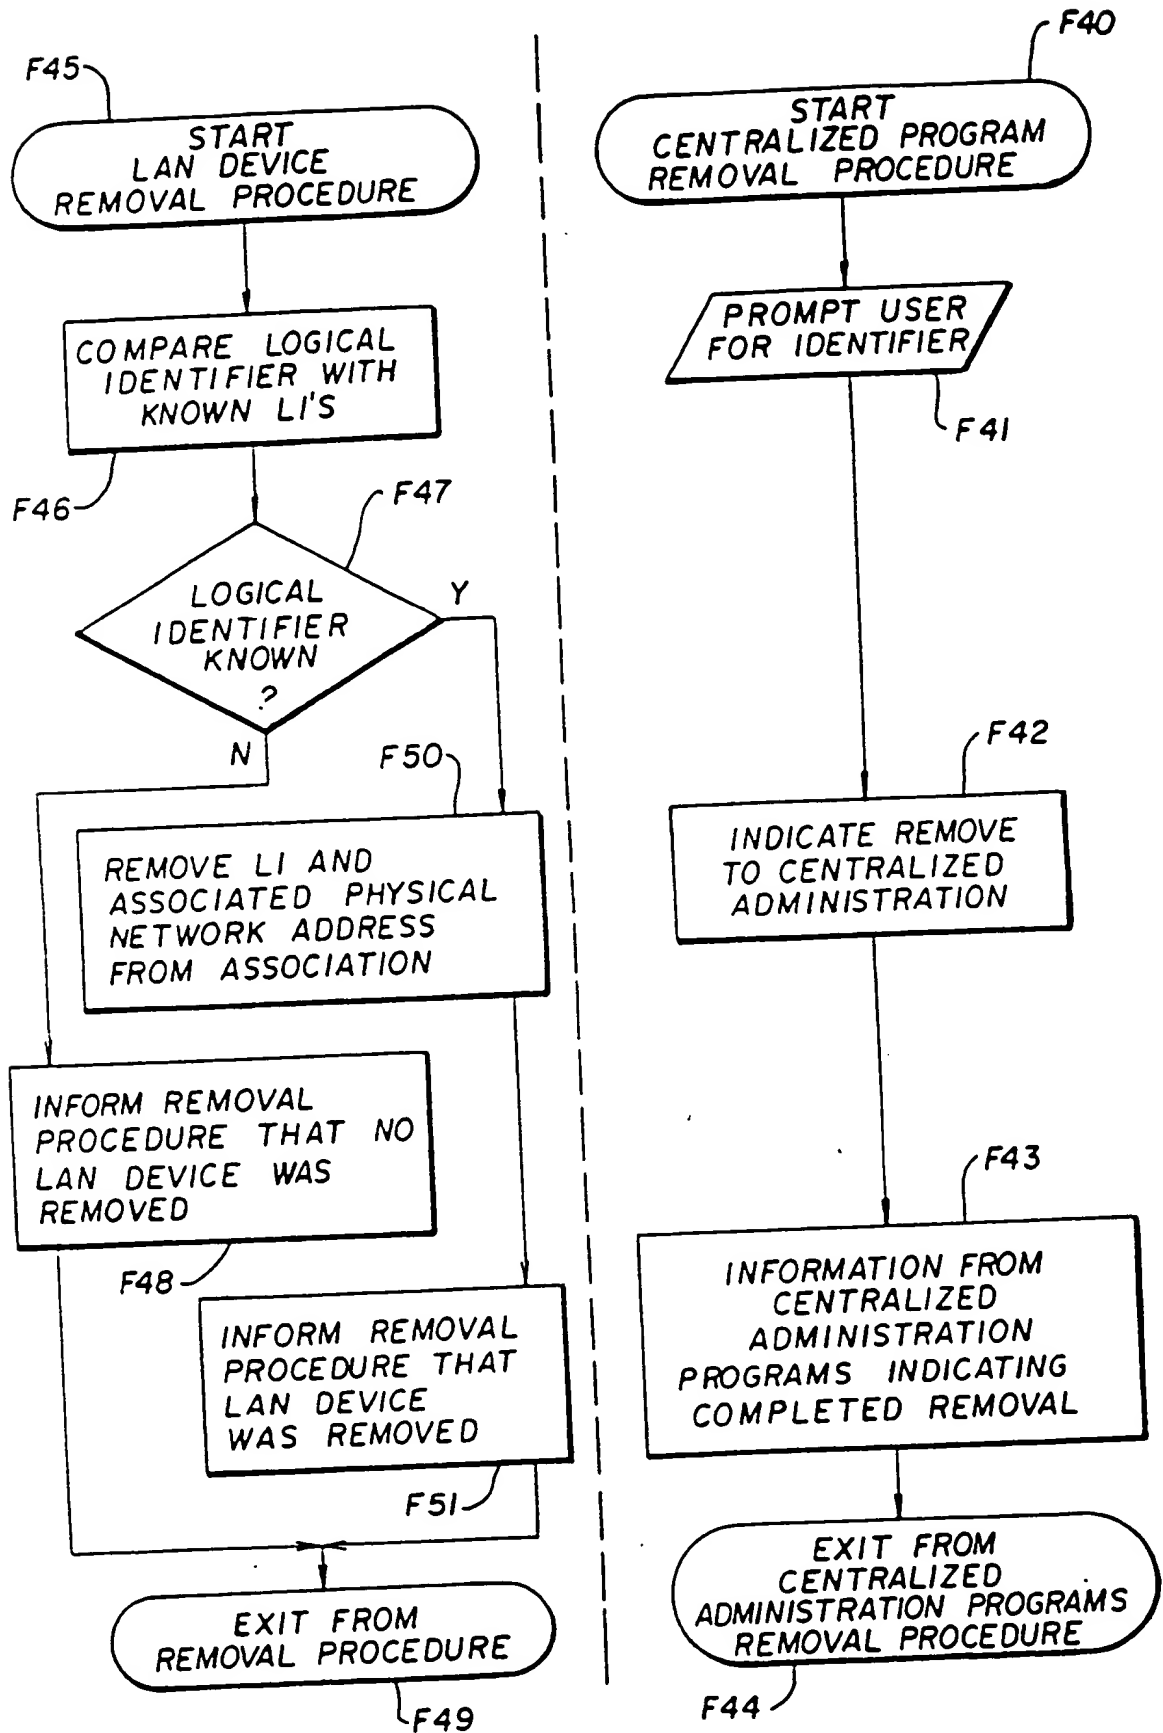 F45
START
LAN DEVICE
REMOVAL PROCEDURE
COMPARE LOGICAL
IDENTIFIER WITH
KNOWN LI'S
F46
F47
LOGICAL
IDENTIFIER
KNOWN
?
Y
N
F50
REMOVE LI AND
ASSOCIATED PHYSICAL
NETWORK ADDRESS
FROM ASSOCIATION
INFORM REMOVAL
PROCEDURE THAT NO
LAN DEVICE WAS
REMOVED
F48
INFORM REMOVAL
PROCEDURE THAT
LAN DEVICE
WAS REMOVED
F51
EXIT FROM
REMOVAL PROCEDURE
F49
F40
START
CENTRALIZED PROGRAM
REMOVAL PROCEDURE
PROMPT USER
FOR IDENTIFIER
F41
F42
INDICATE REMOVE
TO CENTRALIZED
ADMINISTRATION
F43
INFORMATION FROM
CENTRALIZED
ADMINISTRATION
PROGRAMS INDICATING
COMPLETED REMOVAL
EXIT FROM
CENTRALIZED
ADMINISTRATION PROGRAMS
REMOVAL PROCEDURE
F44